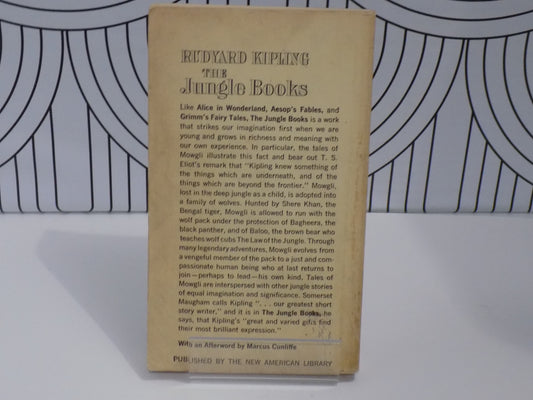 RUDYARD KIPLING
THE
Jungle Books
Like Alice in Wonderland, Aesop's Fables, and
Grimm's Fairy Tales, The Jungle Books is a work
that strikes our imagination first when we are
young and grows in richness and meaning with
our own experience. In particular, the tales of
Mowgli illustrate this fact and bear out T. S.
Eliot's remark that "Kipling knew something of
the things which are underneath, and of the
things which are beyond the frontier." Mowgli,
lost in the deep jungle as a child, is adopted into
a family of wolves. Hunted by Shere Khan, the
Bengal tiger, Mowgli is allowed to run with the
wolf pack under the protection of Bagheera, the
black panther, and of Baloo, the brown bear who
teaches wolf cubs The Law of the Jungle. Through
many legendary adventures, Mowgli evolves from
a vengeful member of the pack to a just and com-
passionate human being who at last returns to
join—perhaps to lead—his own kind. Tales of
Mowgli are interspersed with other jungle stories
of equal imagination and significance. Somerset
Maugham calls Kipling ". . . our greatest short
story writer," and it is in The Jungle Books, he
says, that Kipling's "great and varied gifts find
their most brilliant expression."
With an Afterword by Marcus Cunliffe
PUBLISHED BY THE NEW AMERICAN LIBRARY